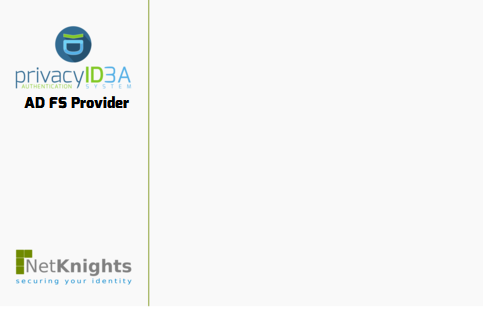 privacyID3A
AUTHENTICATION SYSTEM
AD FS Provider
NetKnights
securing your identity